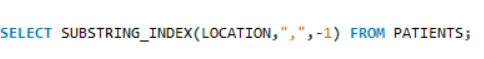 SELECT SUBSTRING_INDEX(LOCATION,",",-1) FROM PATIENTS;